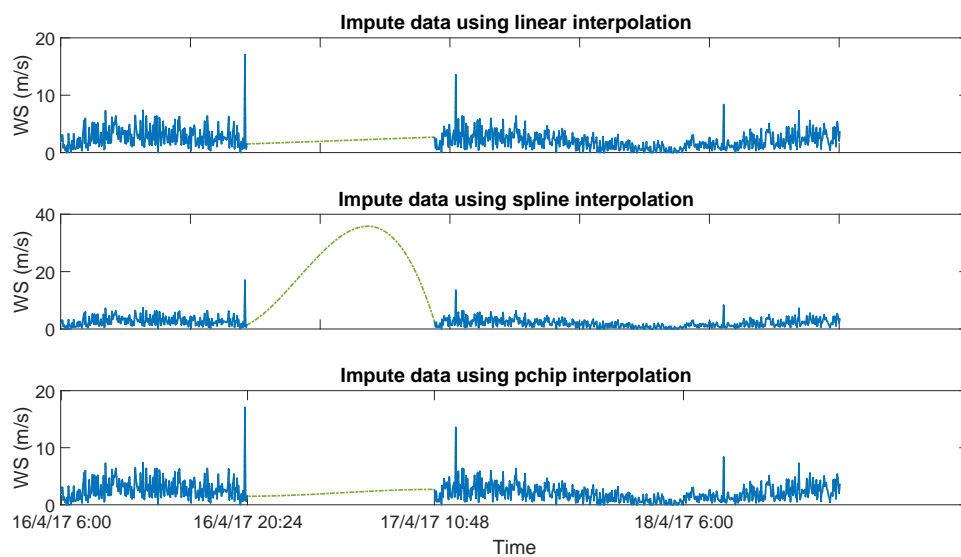 Impute data using linear interpolation
20
10
0
WS (m/s)
Impute data using spline interpolation
40
20
0
WS (m/s)
Impute data using pchip interpolation
20
10
0
WS (m/s)
16/4/17 6:00 16/4/17 20:24 17/4/17 10:48 18/4/17 6:00
Time